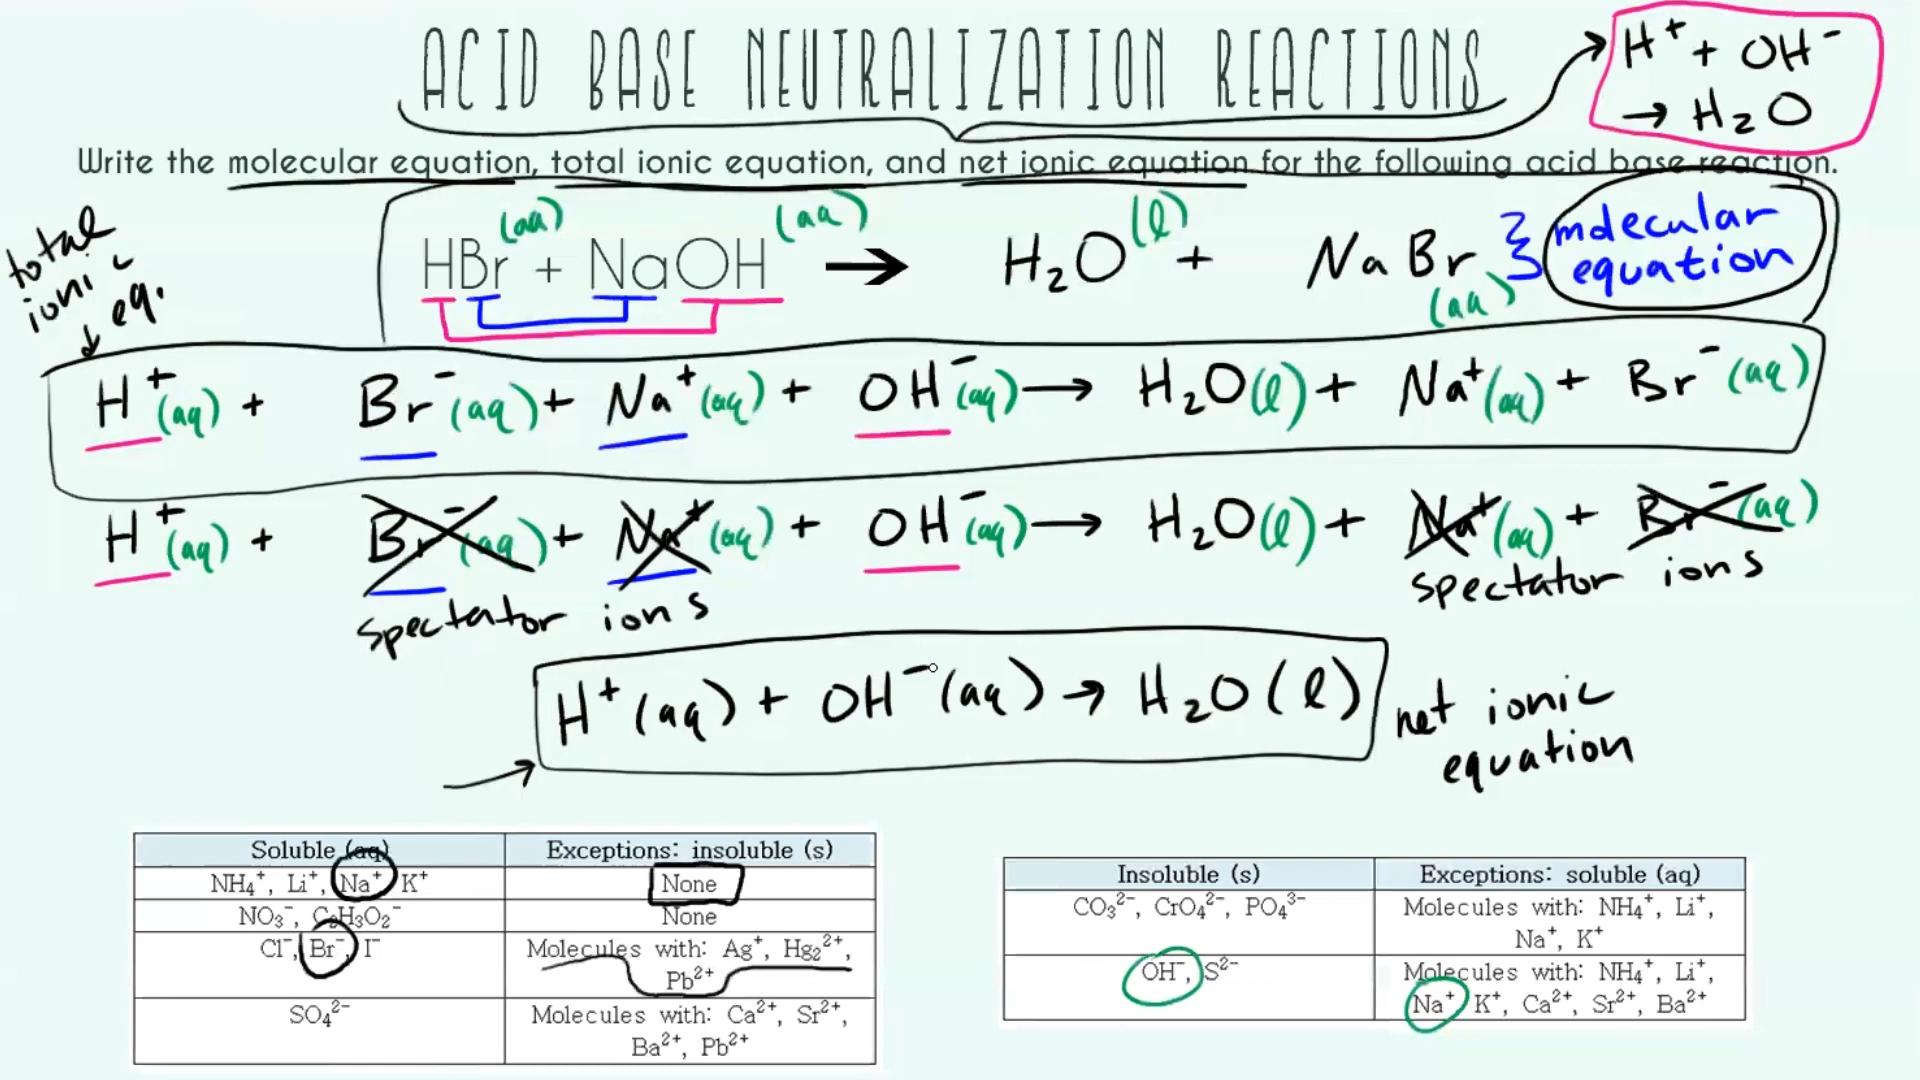 ACID BASE NEUTRALIZATION REACTIONS
H⁺ + OH⁻
→ H₂O
Write the molecular equation, total ionic equation, and net ionic equation for the following acid base reaction.
total
ionic
eq.
HBr (aq) + NaOH (aq) → H₂O (l) + NaBr (aq)
molecular
equation
H⁺(aq) + Br⁻(aq) + Na⁺(aq) + OH⁻(aq) → H₂O(l) + Na⁺(aq) + Br⁻(aq)
H⁺(aq) + Br⁻(aq) + Na⁺(aq) + OH⁻(aq) → H₂O(l) + Na⁺(aq) + Br⁻(aq)
spectator ions
spectator ions
H⁺(aq) + OH⁻(aq) → H₂O(l)
net ionic
equation
Soluble (aq) Exceptions: insoluble (s)
NH₄⁺, Li⁺, Na⁺ K⁺ None
NO₃⁻, C₂H₃O₂⁻ None
Cl⁻, Br⁻, I⁻ Molecules with: Ag⁺, Hg₂²⁺,
Pb²⁺
SO₄²⁻ Molecules with: Ca²⁺, Sr²⁺,
Ba²⁺, Pb²⁺
Insoluble (s) Exceptions: soluble (aq)
CO₃²⁻, CrO₄²⁻, PO₄³⁻ Molecules with: NH₄⁺, Li⁺,
Na⁺, K⁺
OH⁻, S²⁻ Molecules with: NH₄⁺, Li⁺,
Na⁺ K⁺, Ca²⁺, Sr²⁺, Ba²⁺